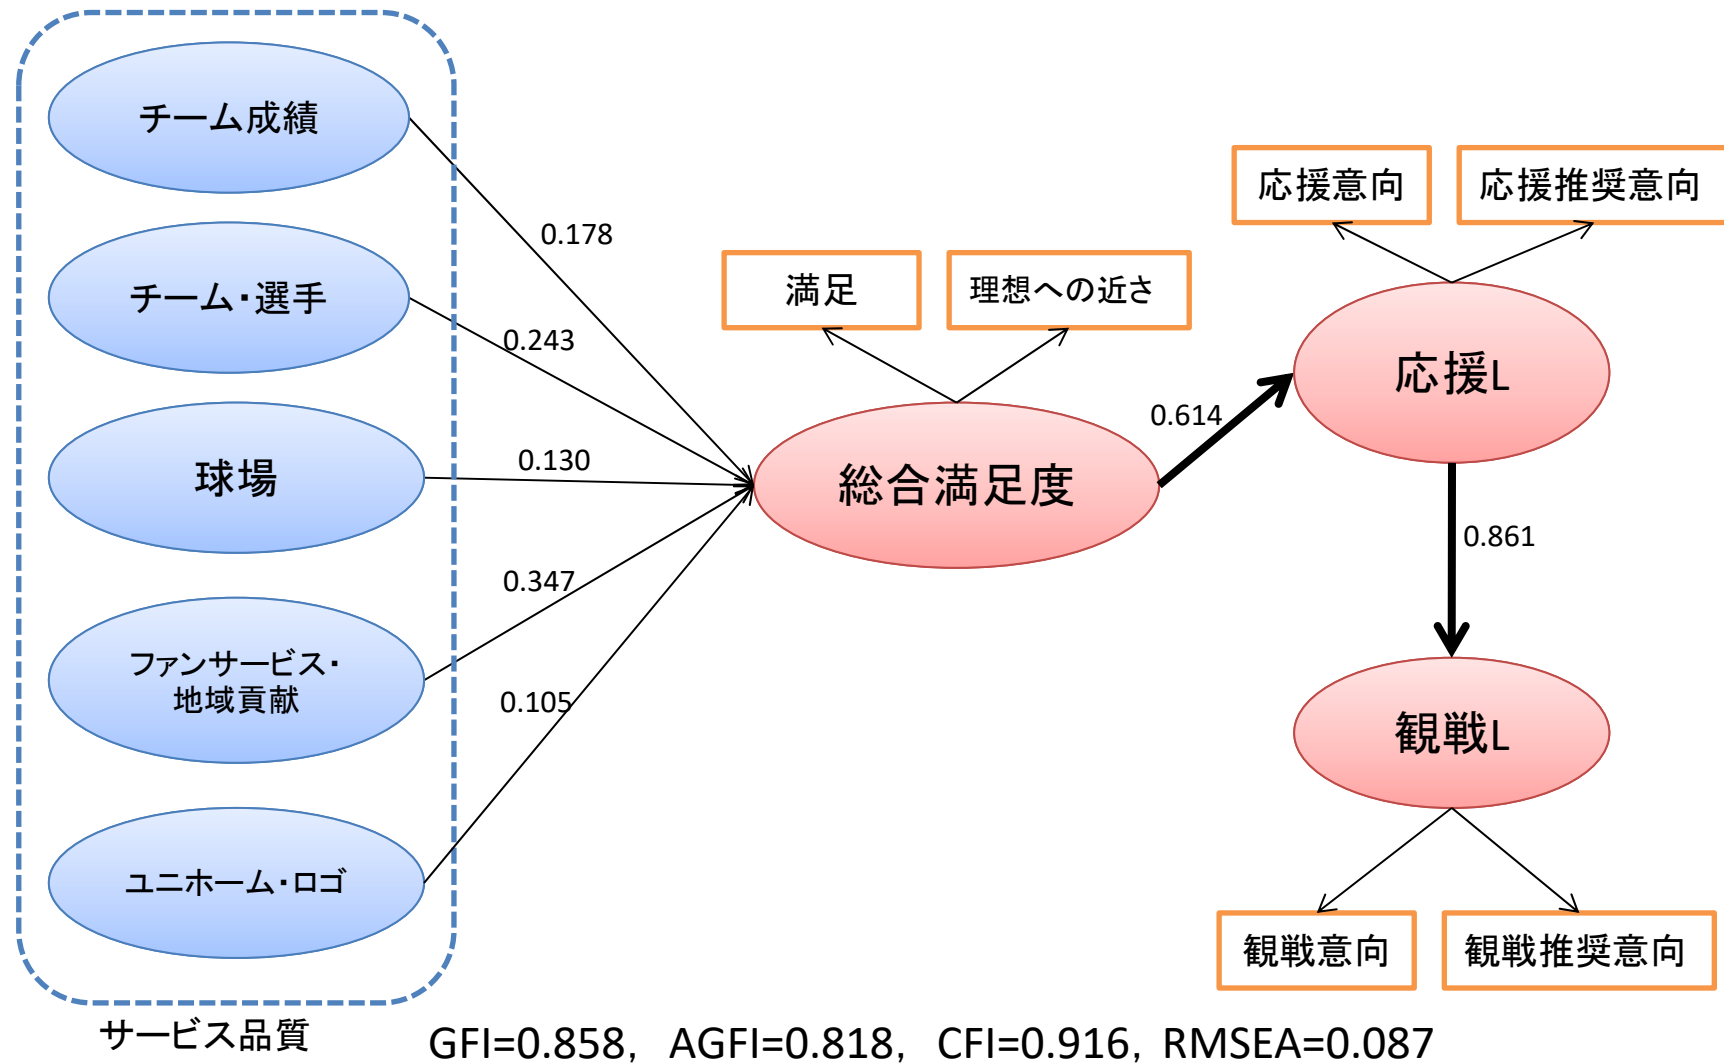 チーム成績
チーム・選手
球場
ファンサービス・
地域貢献
ユニホーム・ロゴ
サービス品質
0.178
0.243
0.130
0.347
0.105
満足
理想への近さ
総合満足度
0.614
応援意向
応援推奨意向
応援L
0.861
観戦L
観戦意向
観戦推奨意向
GFI=0.858, AGFI=0.818, CFI=0.916, RMSEA=0.087